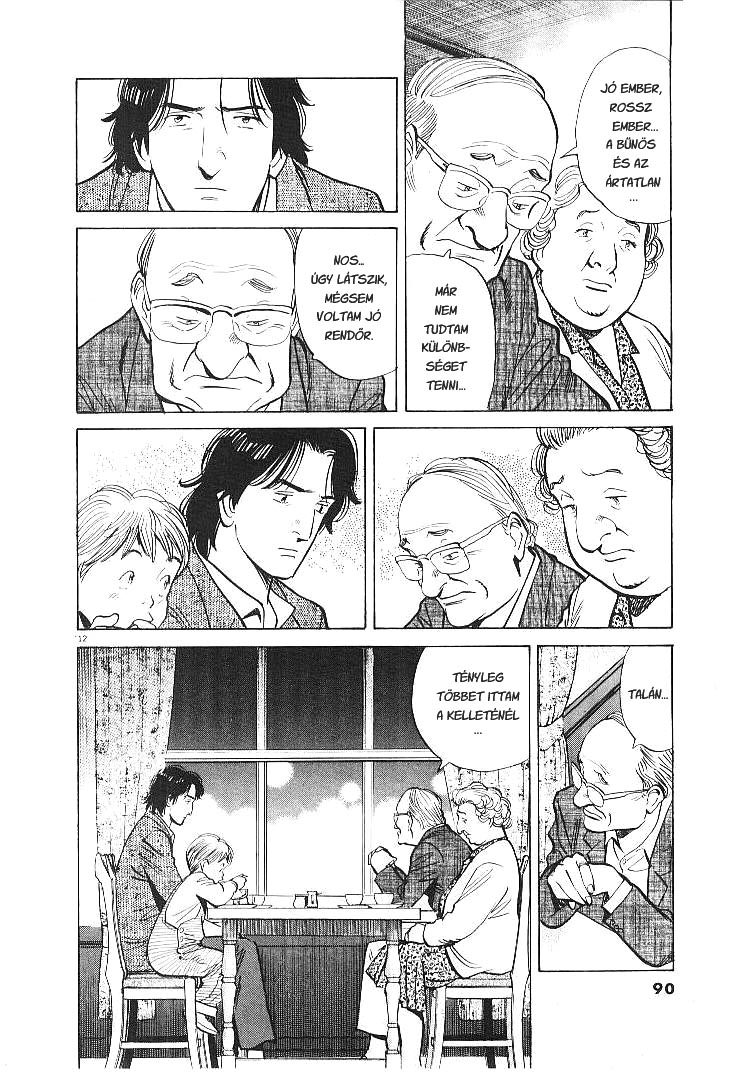 JÓ EMBER,
ROSSZ
EMBER...
A BŰNÖS
ÉS AZ
ÁRTATLAN
...
MÁR
NEM
TUDTAM
KÜLÖNB-
SÉGET
TENNI...
NOS...
ÚGY LÁTSZIK,
MÉGSEM
VOLTAM JÓ
RENDŐR.
12
TALÁN...
TÉNYLEG
TÖBBET ITTAM
A KELLETÉNÉL
...
90